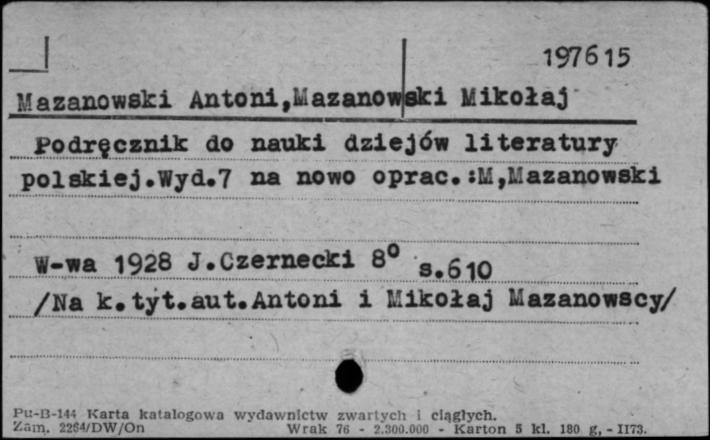 197615
Mazanowski Antoni,Mazanowski Mikołaj
Podręcznik do nauki dziejów literatury
polskiej.Wyd.7 na nowo oprac.:M,Mazanowski
W-wa 1928 J.Czernecki 8° s.610
/Na k.tyt.aut.Antoni i Mikołaj Mazanowscy/
Pu-B-144 Karta katalogowa wydawnictw zwartych i ciągłych.
Zam. 2264/DW/On Wrak 76 - 2.300.000 - Karton 5 kl. 180 g. - II73.